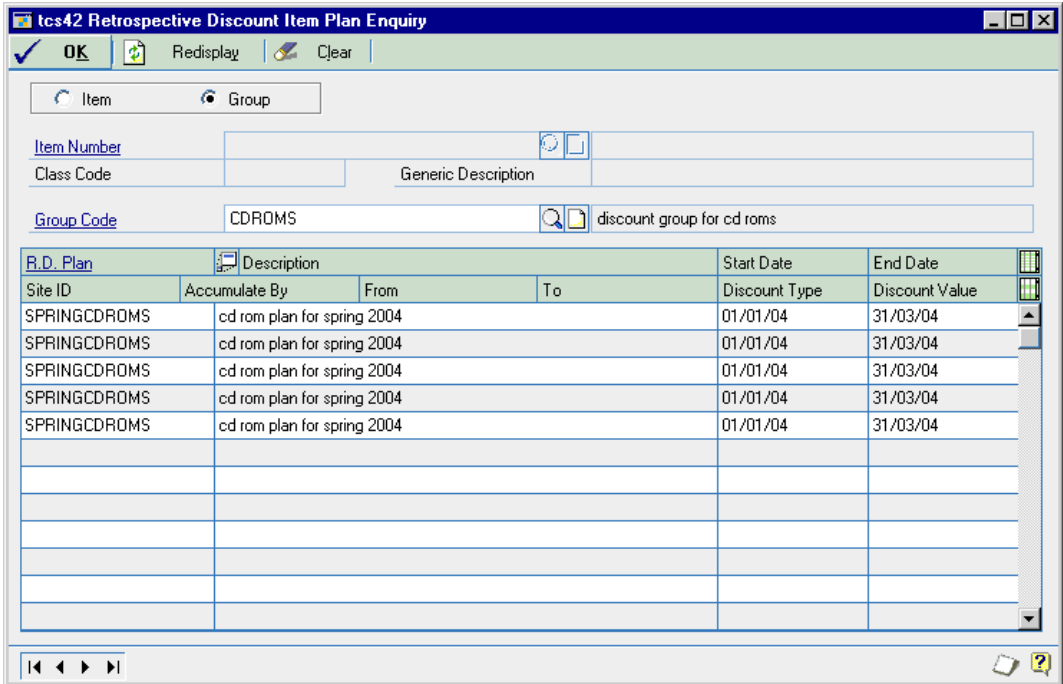 tcs42 Retrospective Discount Item Plan Enquiry
OK Redisplay Clear
Item Group
Item Number
Class Code Generic Description
Group Code CDROMS discount group for cd roms
R.D. Plan Description Start Date End Date
Site ID Accumulate By From To Discount Type Discount Value
SPRINGCDROMS cd rom plan for spring 2004 01/01/04 31/03/04
SPRINGCDROMS cd rom plan for spring 2004 01/01/04 31/03/04
SPRINGCDROMS cd rom plan for spring 2004 01/01/04 31/03/04
SPRINGCDROMS cd rom plan for spring 2004 01/01/04 31/03/04
SPRINGCDROMS cd rom plan for spring 2004 01/01/04 31/03/04